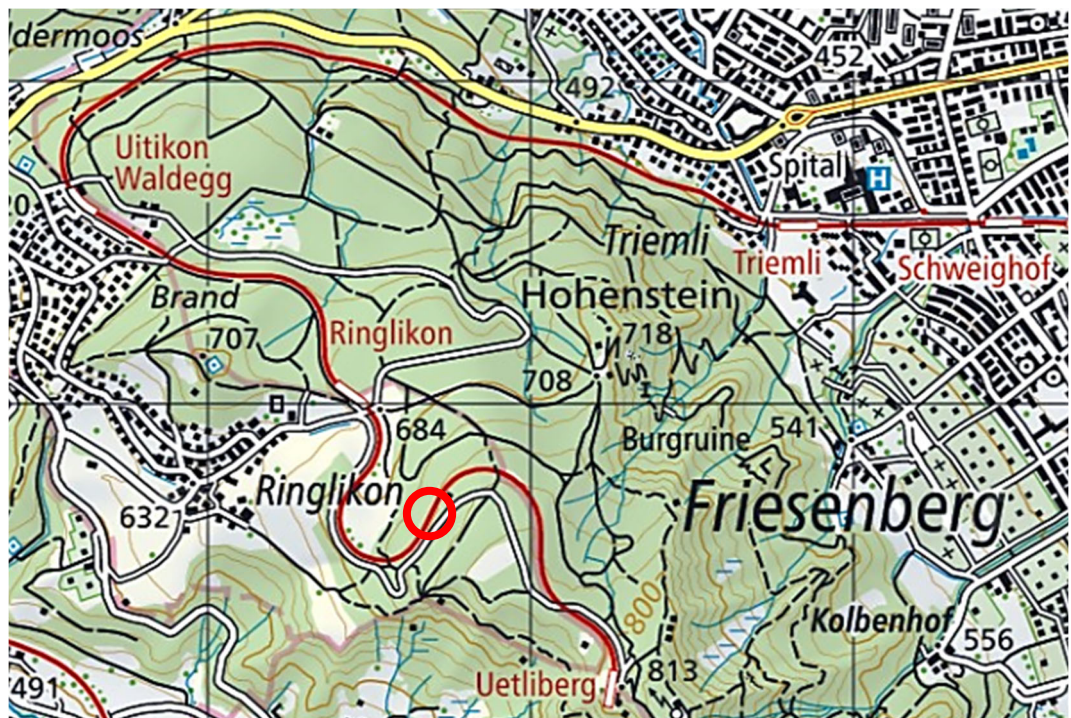 dermoos
452
492
Uitikon
Waldegg
Spital
H
0
Triemli
Triemli
Schweighof
Brand
Hohenstein
707
Ringlikon
718
708
684
Burgruine
541
Ringlikon
632
Friesenberg
800
Kolbenhof
556
491
Uetliberg
813